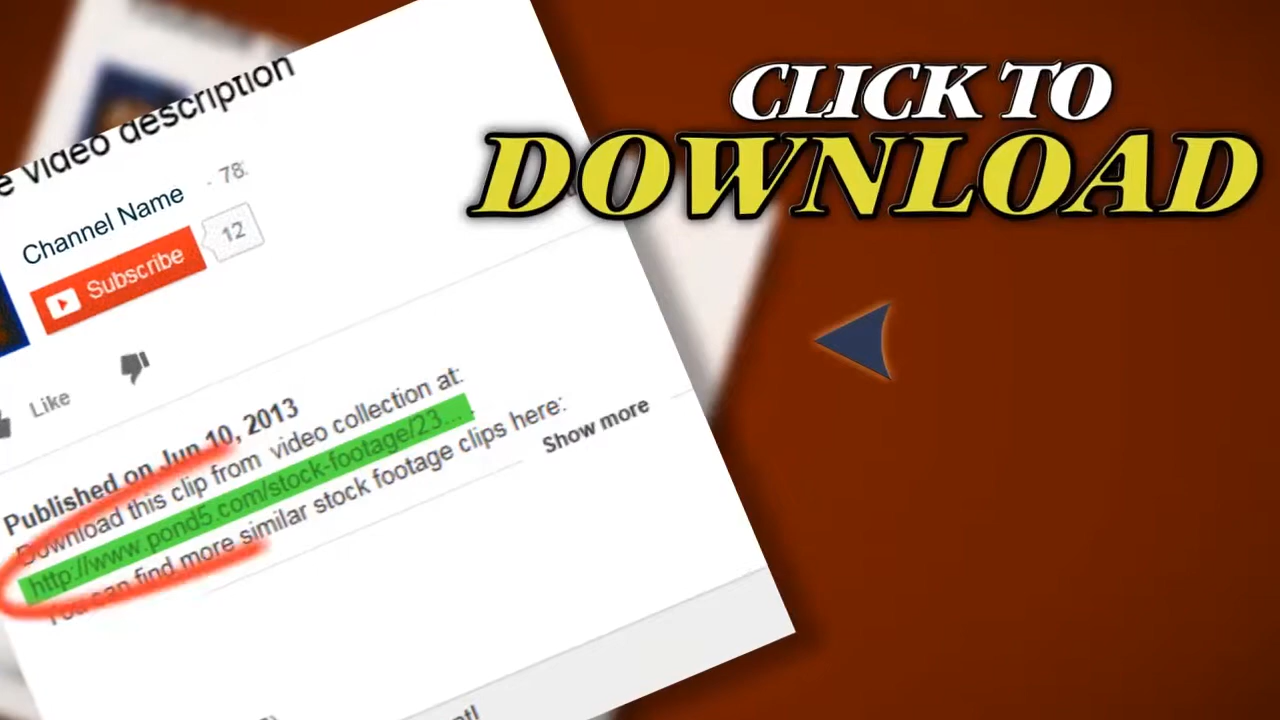 CLICK TO
DOWNLOAD
e video description
Channel Name
· 78
Subscribe
12
Like
Published on Jun 10, 2013
Download this clip from video collection at:
http://www.pond5.com/stock-footage/23...
You can find more similar stock footage clips here:
Show more